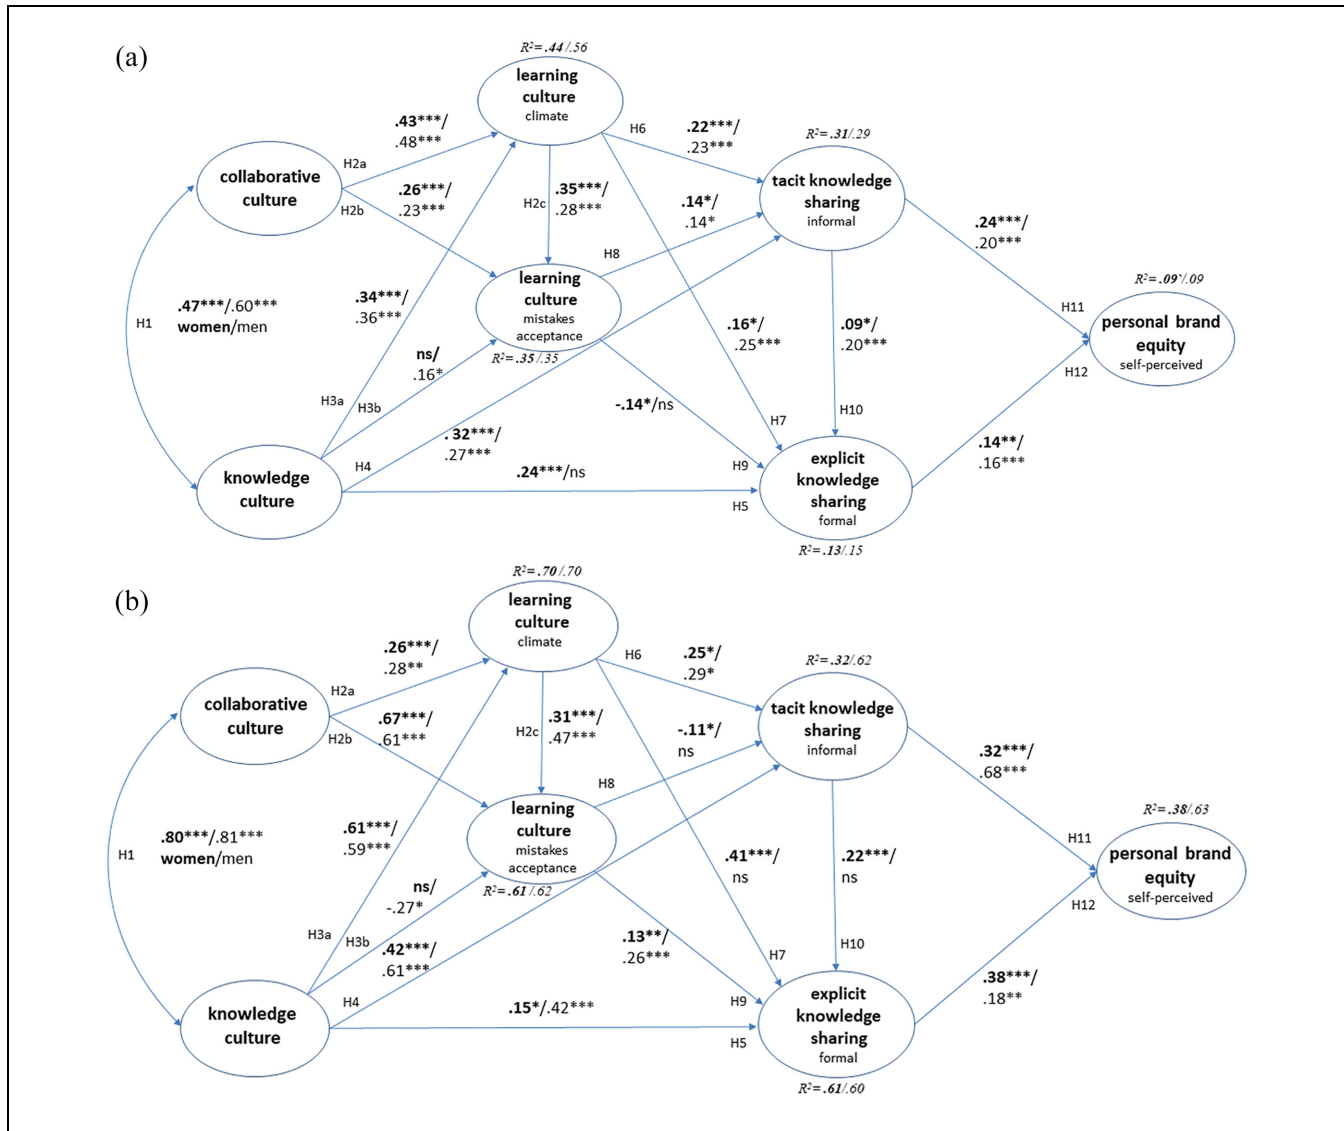 (a)
R²= .44/.56
learning
culture
climate
.43***/
.48***
H6
.22***/
.23***
R²= .31/.29
collaborative
culture
H2a
H2b
.26***/
.23***
H2c
.35***/
.28***
.14*/
.14*
tacit knowledge
sharing
informal
.24***/
.20***
H8
learning
culture
mistakes
acceptance
R²= .35/.35
H1
.47***/.60***
women/men
.34***/
.36***
ns/
.16*
.16*/
.25***
.09*/
.20***
R²= .09*/.09
H11
personal brand
equity
self-perceived
H12
H3a
H3b
-.14*/ns
H7
H10
.14**/
.16***
knowledge
culture
H4
.32***/
.27***
.24***/ns
H9
H5
explicit
knowledge
sharing
formal
R²= .13/.15
(b)
R²= .70/.70
learning
culture
climate
.26***/
.28**
H6
.25*/
.29*
R²= .32/.62
collaborative
culture
H2a
H2b
.67***/
.61***
H2c
.31***/
.47***
-.11*/
ns
tacit knowledge
sharing
informal
.32***/
.68***
H8
learning
culture
mistakes
acceptance
R²= .61/.62
H1
.80***/.81***
women/men
.61***/
.59***
ns/
-.27*
.41***/
ns
.22***/
ns
R²= .38/.63
H11
personal brand
equity
self-perceived
H12
H3a
H3b
.42***/
.61***
.13**/
.26***
H7
H10
.38***/
.18**
knowledge
culture
H4
.15*/.42***
H9
H5
explicit
knowledge
sharing
formal
R²= .61/.60